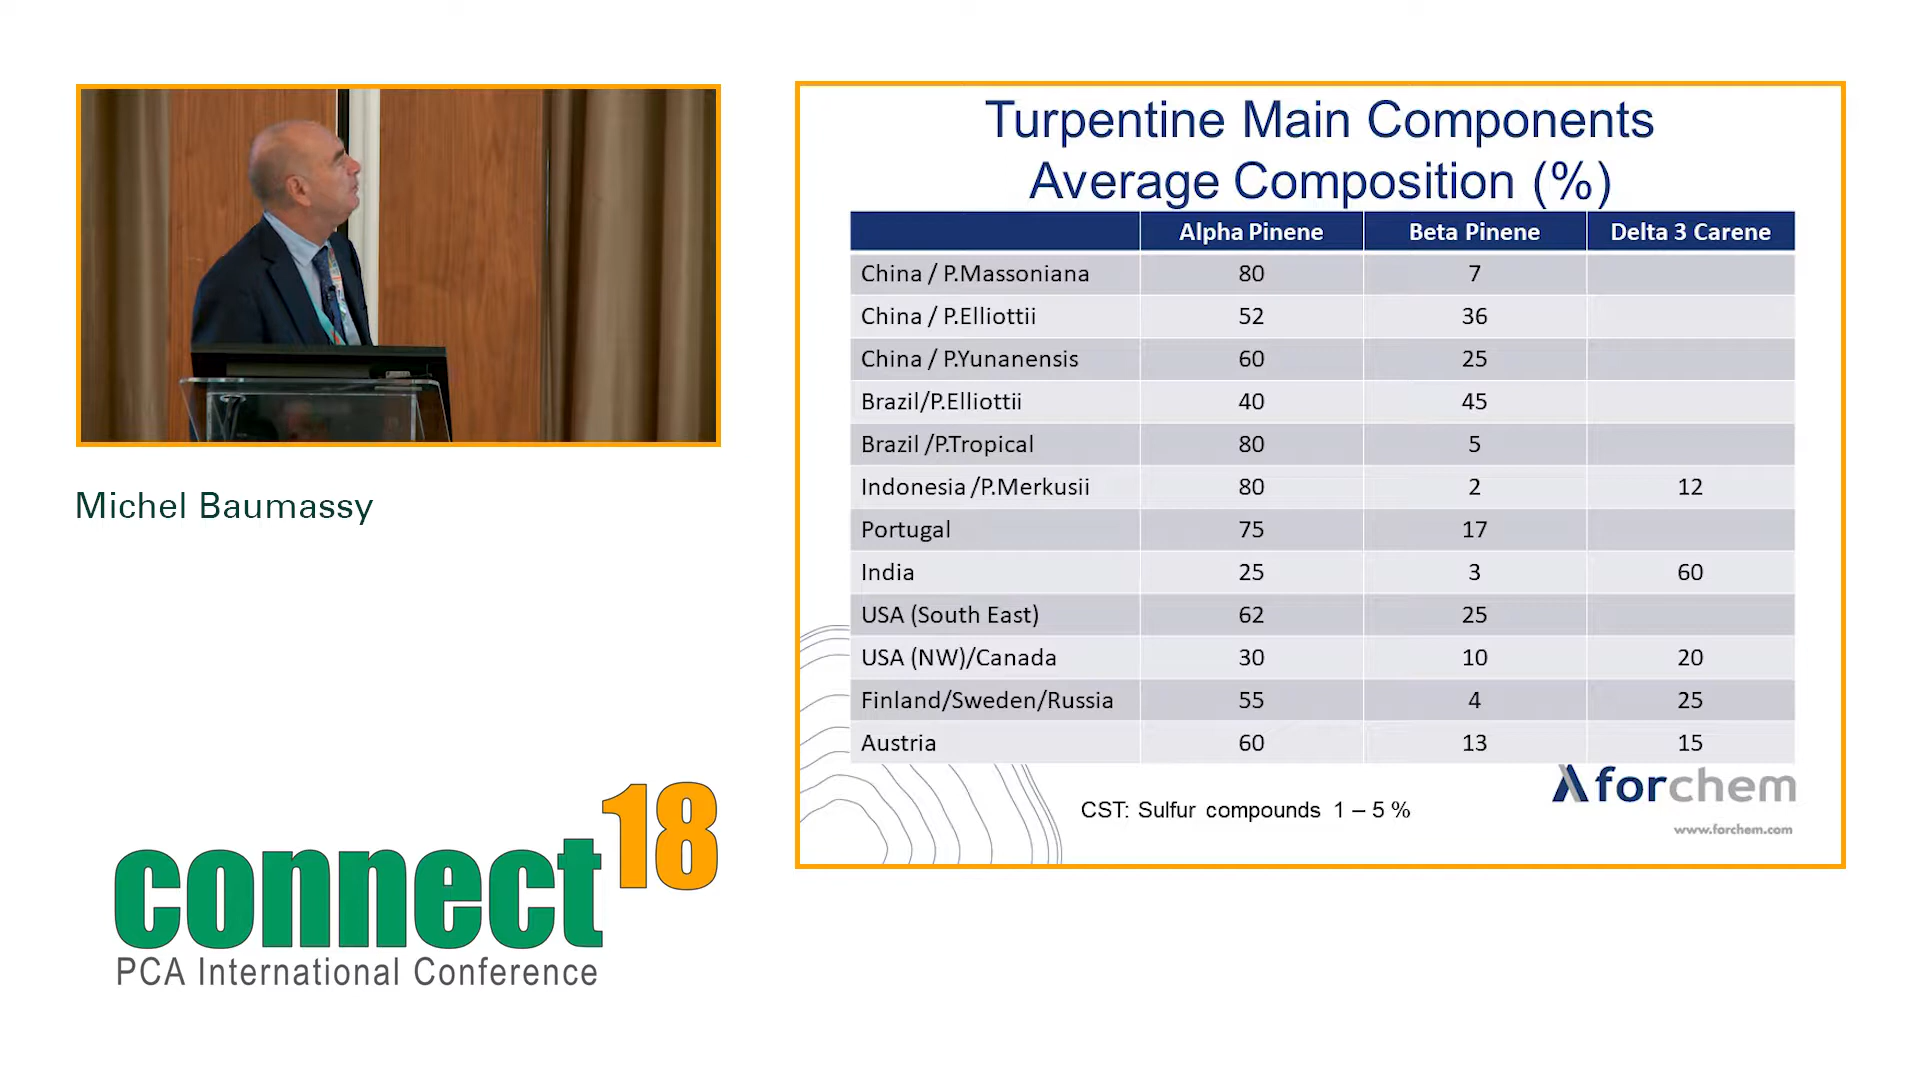 Turpentine Main Components
Average Composition (%)
Alpha Pinene Beta Pinene Delta 3 Carene
China / P.Massoniana 80 7
China / P.Elliottii 52 36
China / P.Yunanensis 60 25
Brazil/P.Elliottii 40 45
Brazil /P.Tropical 80 5
Indonesia /P.Merkusii 80 2 12
Portugal 75 17
India 25 3 60
USA (South East) 62 25
USA (NW)/Canada 30 10 20
Finland/Sweden/Russia 55 4 25
Austria 60 13 15
CST: Sulfur compounds 1 – 5 %
forchem
www.forchem.com
Michel Baumassy
connect18
PCA International Conference